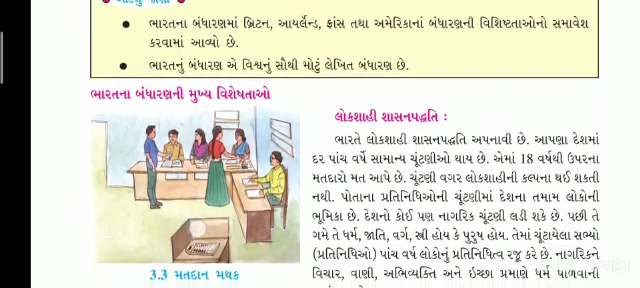 ભારતના બંધારણમાં બ્રિટન, આયર્લેન્ડ, ફ્રાંસ તથા અમેરિકાનાં બંધારણની વિશિષ્ટતાઓનો સમાવેશ
કરવામાં આવ્યો છે.
ભારતનું બંધારણ એ વિશ્વનું સૌથી મોટું લેખિત બંધારણ છે.
ભારતના બંધારણની મુખ્ય વિશેષતાઓ
લોકશાહી શાસનપદ્ધતિ :
ભારતે લોકશાહી શાસનપદ્ધતિ અપનાવી છે. આપણા દેશમાં
દર પાંચ વર્ષે સામાન્ય ચૂંટણીઓ થાય છે. એમાં 18 વર્ષથી ઉપરના
મતદારો મત આપે છે. ચૂંટણી વગર લોકશાહીની કલ્પના થઈ શકતી
નથી. પોતાના પ્રતિનિધિઓની ચૂંટણીમાં દેશના તમામ લોકોની
ભૂમિકા છે. દેશનો કોઈ પણ નાગરિક ચૂંટણી લડી શકે છે. પછી તે
ગમે તે ધર્મ, જાતિ, વર્ગ, સ્ત્રી હોય કે પુરુષ હોય. તેમાં ચૂંટાયેલા સભ્યો
(પ્રતિનિધિઓ) પાંચ વર્ષ લોકોનું પ્રતિનિધિત્વ રજૂ કરે છે. નાગરિકને
વિચાર, વાણી, અભિવ્યક્તિ અને ઇચ્છા પ્રમાણે ધર્મ પાળવાનો
3.3 મતદાન મથક